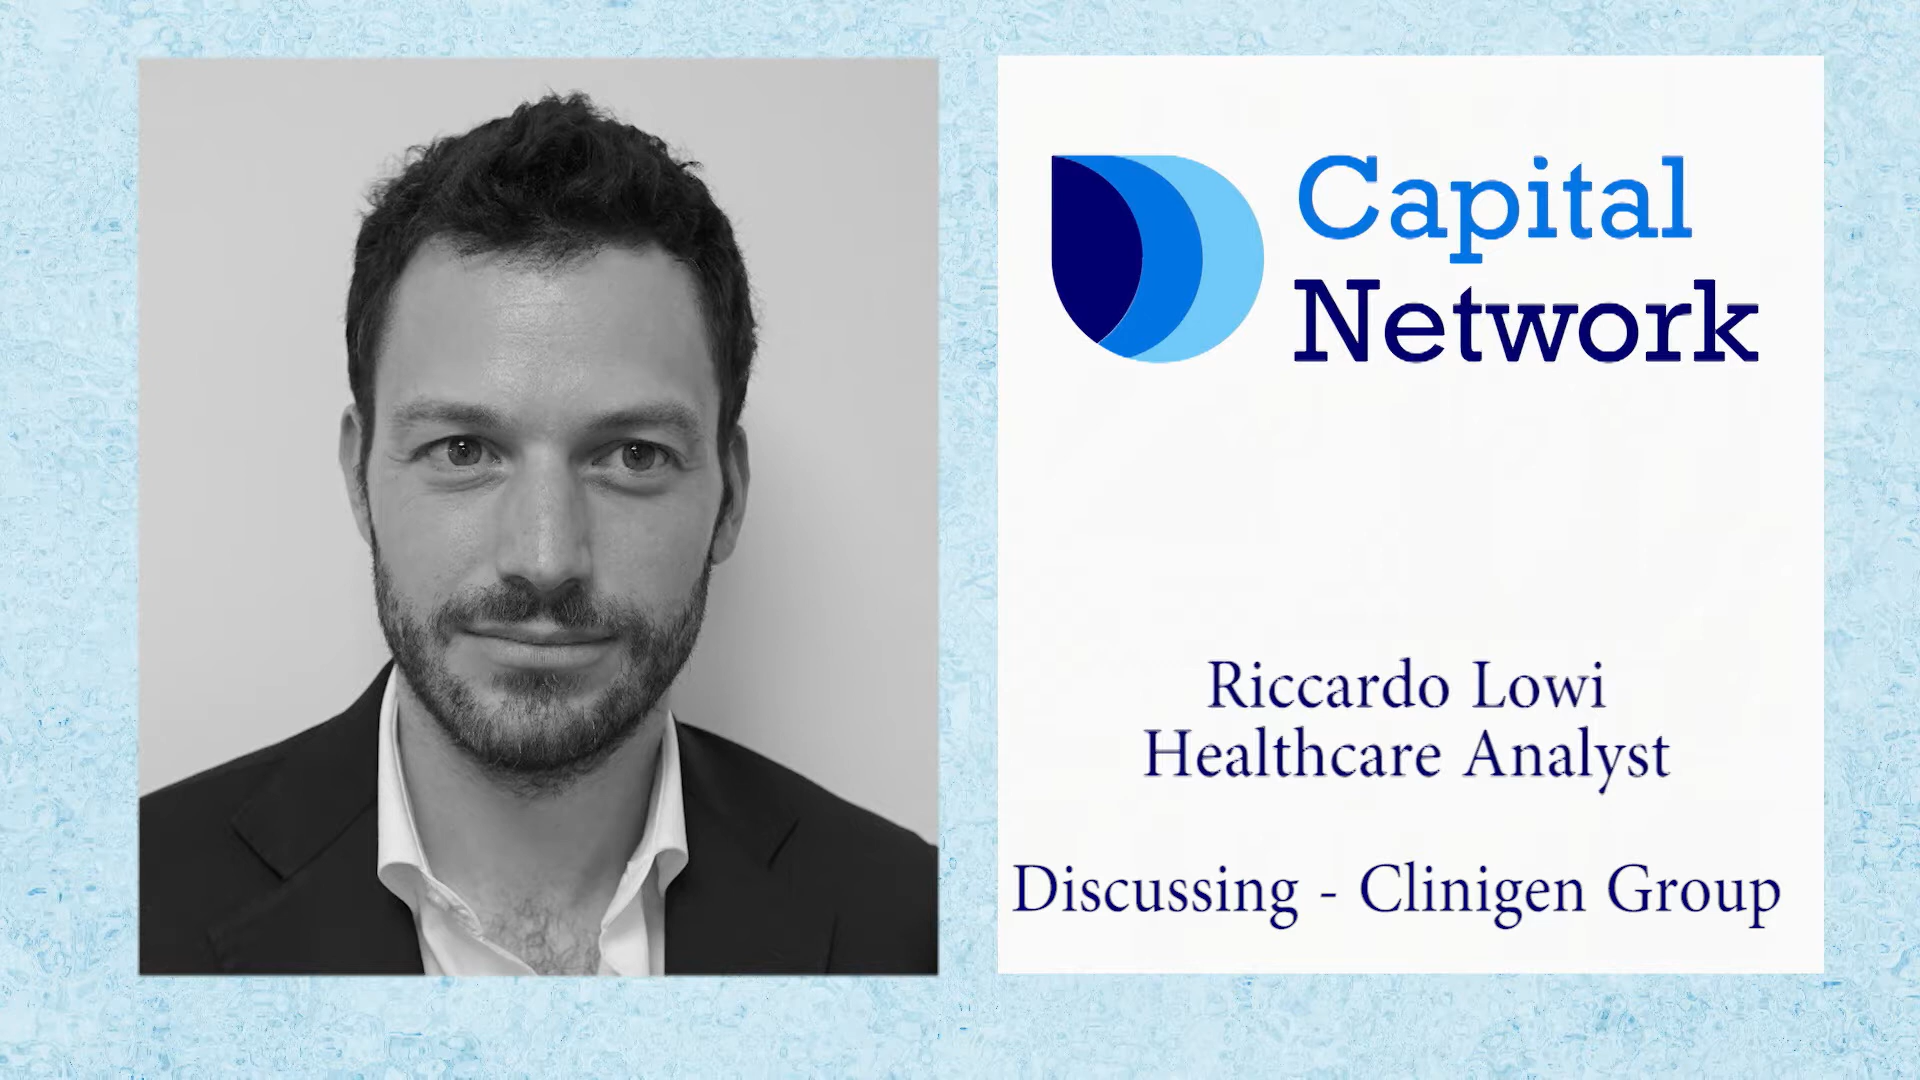 Capital
Network
Riccardo Lowi
Healthcare Analyst
Discussing - Clinigen Group